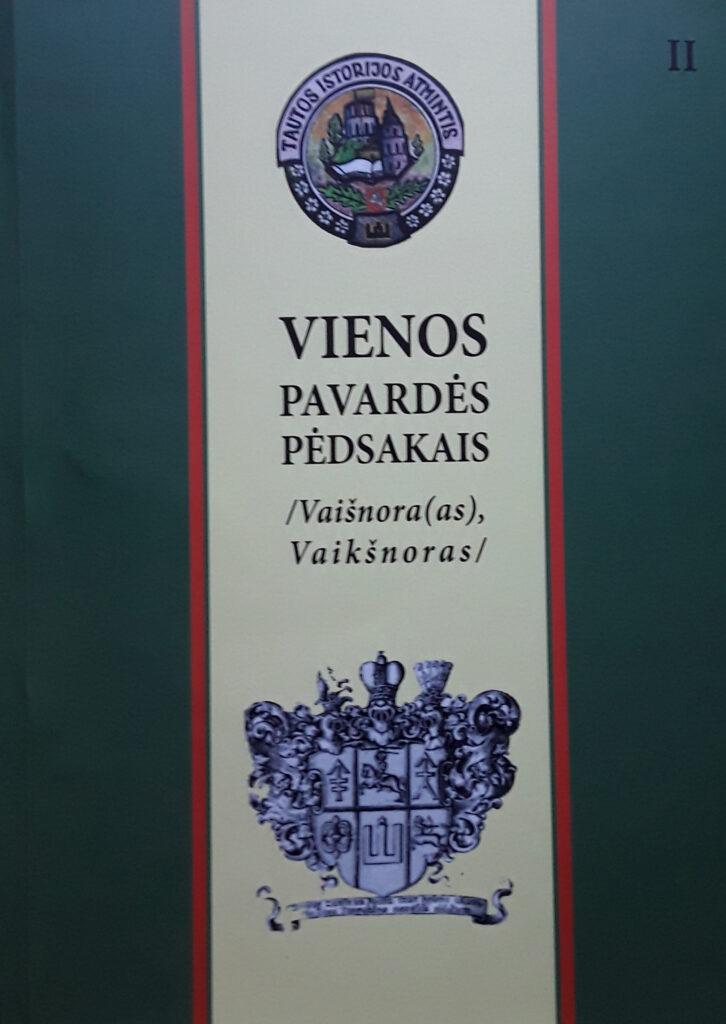 II
TAUTOS ISTORIJOS ATMINTIS
VIENOS
PAVARDĖS
PĖDSAKAIS
/Vaišnora(as),
Vaikšnoras/